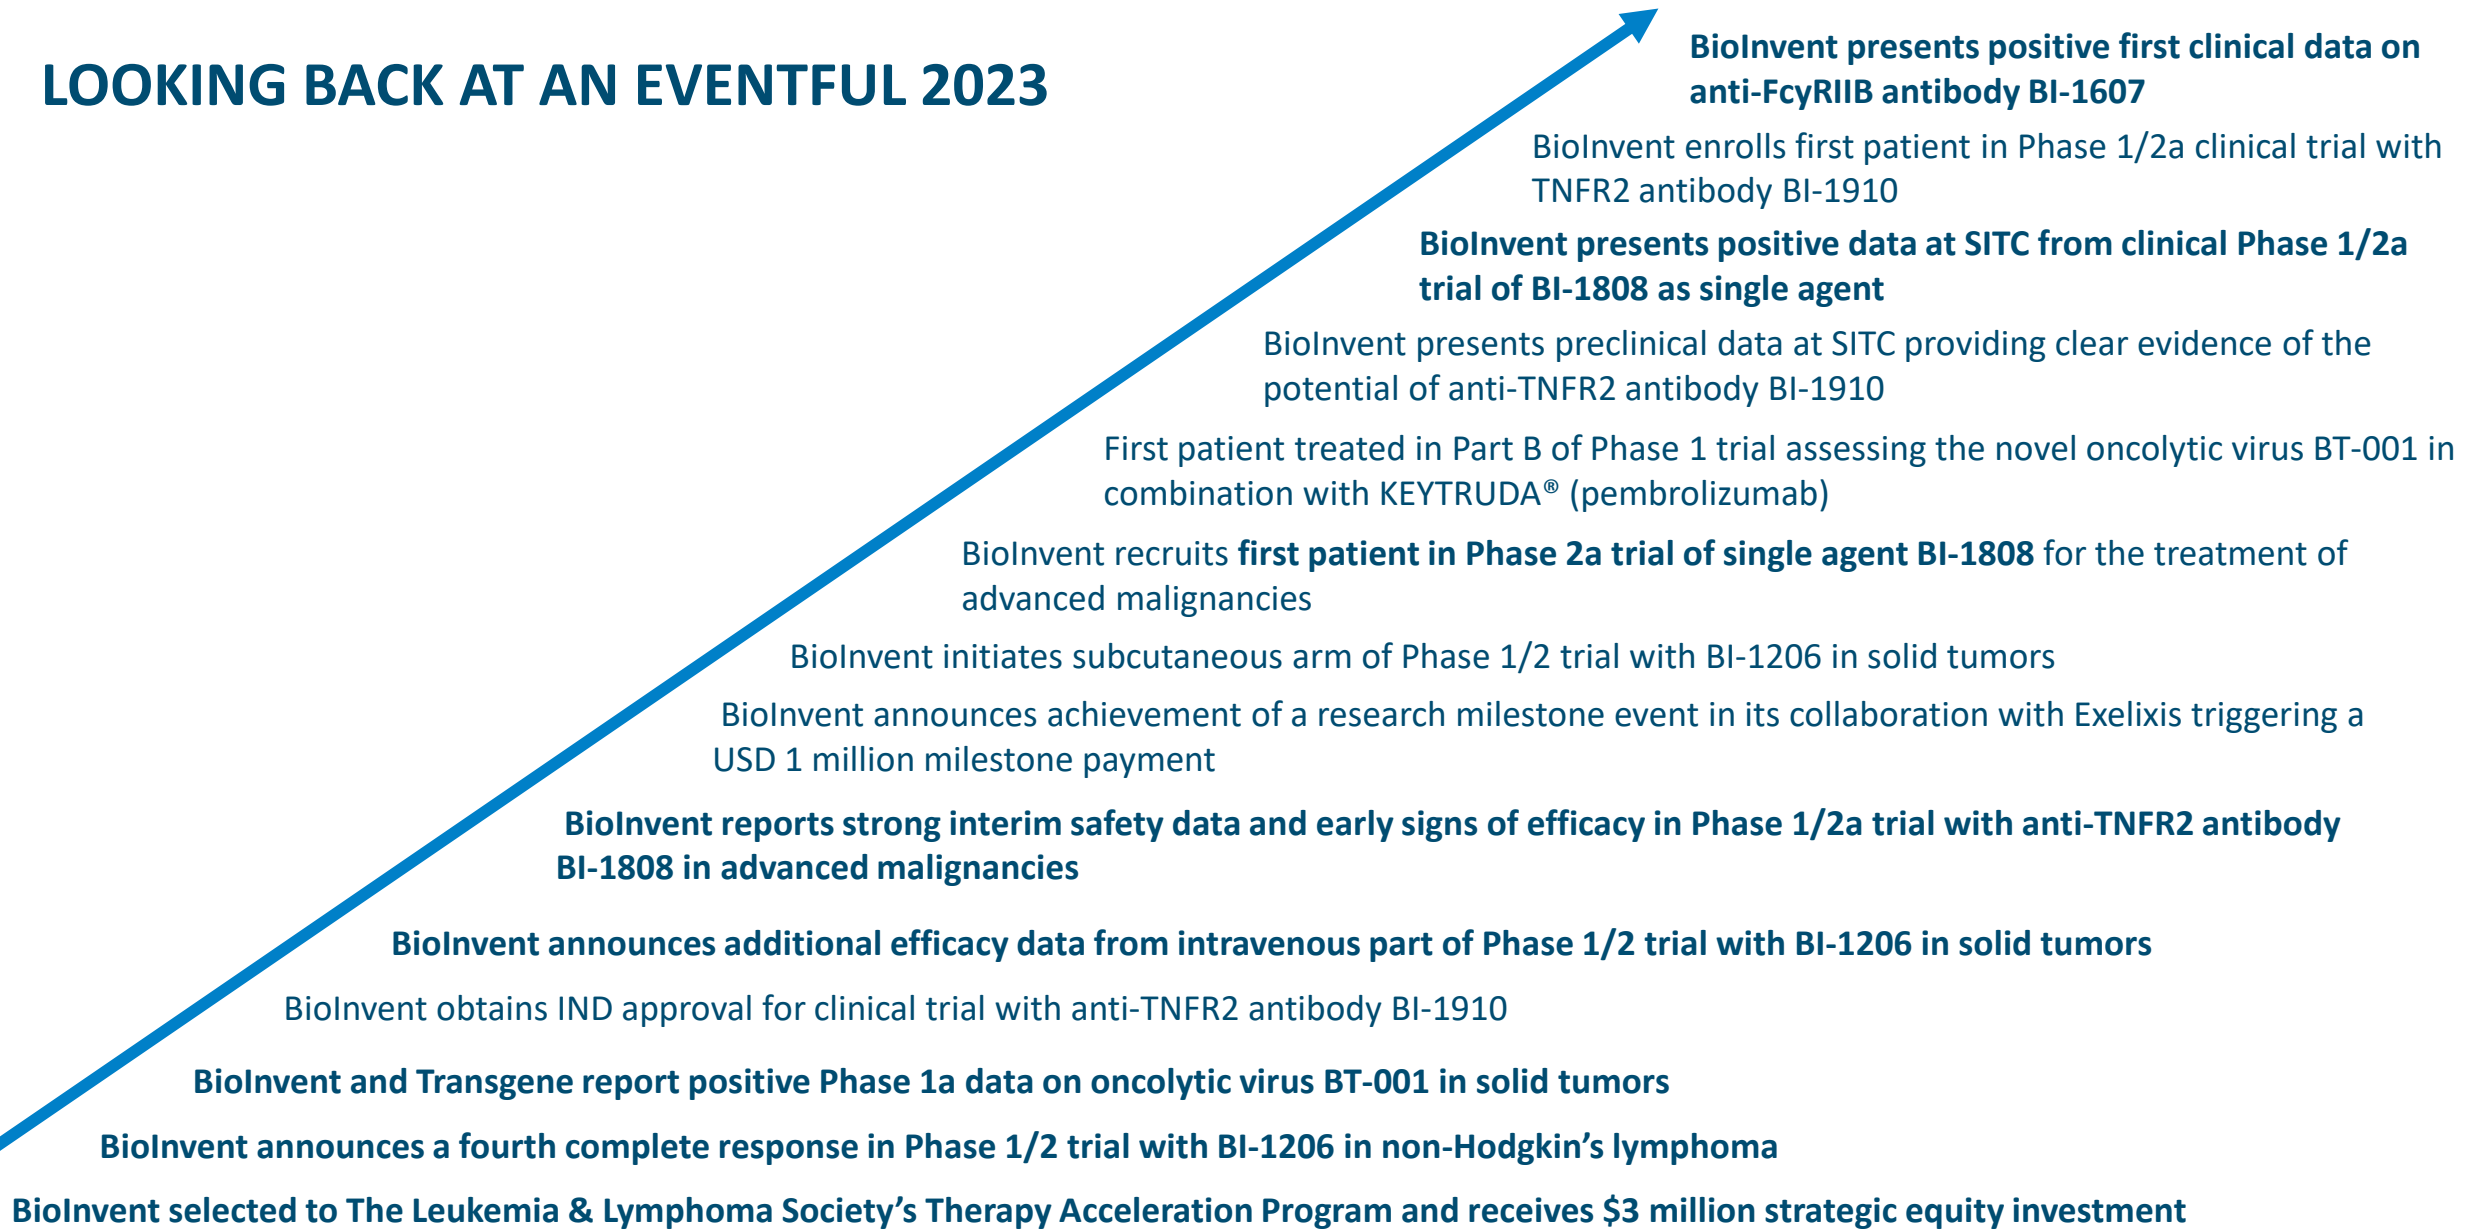 LOOKING BACK AT AN EVENTFUL 2023
BioInvent presents positive first clinical data on
anti-FcyRIIB antibody BI-1607
BioInvent enrolls first patient in Phase 1/2a clinical trial with
TNFR2 antibody BI-1910
BioInvent presents positive data at SITC from clinical Phase 1/2a
trial of BI-1808 as single agent
BioInvent presents preclinical data at SITC providing clear evidence of the
potential of anti-TNFR2 antibody BI-1910
First patient treated in Part B of Phase 1 trial assessing the novel oncolytic virus BT-001 in
combination with KEYTRUDA® (pembrolizumab)
BioInvent recruits first patient in Phase 2a trial of single agent BI-1808 for the treatment of
advanced malignancies
BioInvent initiates subcutaneous arm of Phase 1/2 trial with BI-1206 in solid tumors
BioInvent announces achievement of a research milestone event in its collaboration with Exelixis triggering a
USD 1 million milestone payment
BioInvent reports strong interim safety data and early signs of efficacy in Phase 1/2a trial with anti-TNFR2 antibody
BI-1808 in advanced malignancies
BioInvent announces additional efficacy data from intravenous part of Phase 1/2 trial with BI-1206 in solid tumors
BioInvent obtains IND approval for clinical trial with anti-TNFR2 antibody BI-1910
BioInvent and Transgene report positive Phase 1a data on oncolytic virus BT-001 in solid tumors
BioInvent announces a fourth complete response in Phase 1/2 trial with BI-1206 in non-Hodgkin’s lymphoma
BioInvent selected to The Leukemia & Lymphoma Society’s Therapy Acceleration Program and receives $3 million strategic equity investment